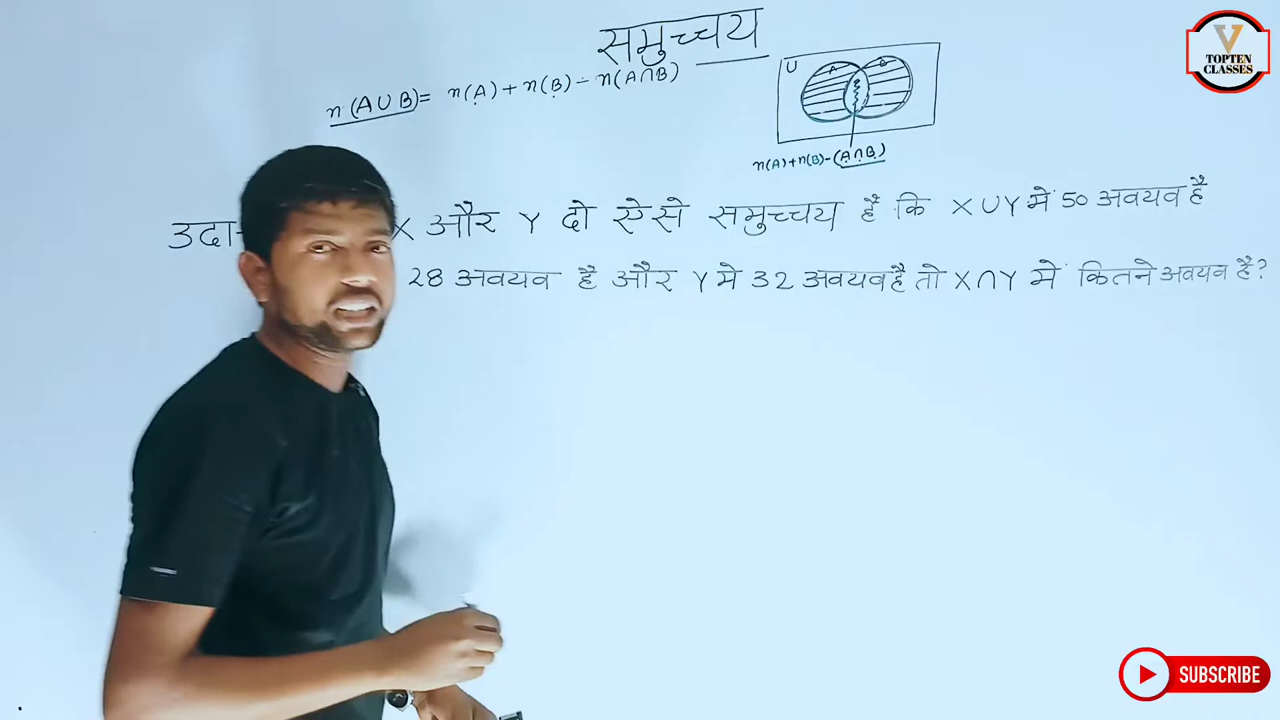 समुच्चय
n(A∪B)= n(A)+n(B)-n(A∩B)
U A B
n(A)+n(B)-(A∩B)
उदा- X और Y दो ऐसे समुच्चय हैं कि X∪Y में 50 अवयव है
28 अवयव है और Y मे 32 अवयव है तो X∩Y में कितने अवयव हैं?
V
TOPTEN
CLASSES
SUBSCRIBE